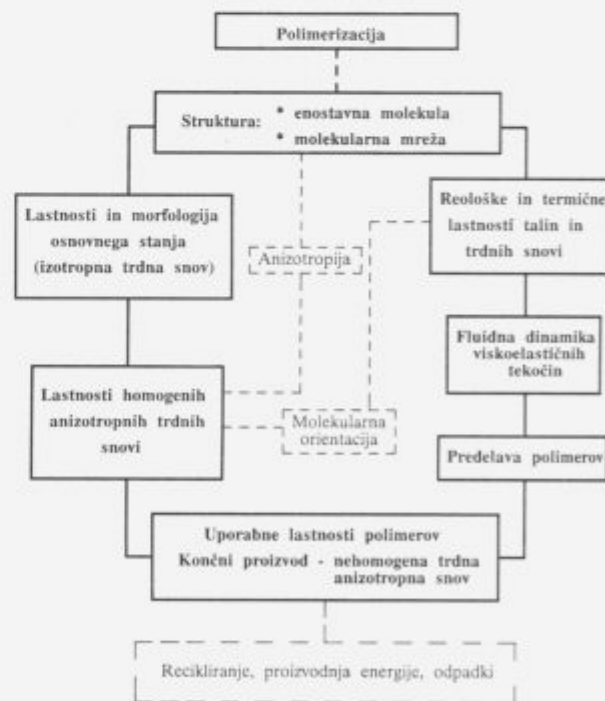 Polimerizacija
Struktura: * enostavna molekula
* molekularna mreža
Lastnosti in morfologija
osnovnega stanja
(izotropna trdna snov)
Reološke in termične
lastnosti talin in
trdnih snovi
Anizotropija
Fluidna dinamika
viskoelastičnih
tekočin
Lastnosti homogenih
anizotropnih trdnih
snovi
Molekularna
orientacija
Predelava polimerov
Uporabne lastnosti polimerov
Končni proizvod - nehomogena trdna
anizotropna snov
Recikliranje, proizvodnja energije, odpadki